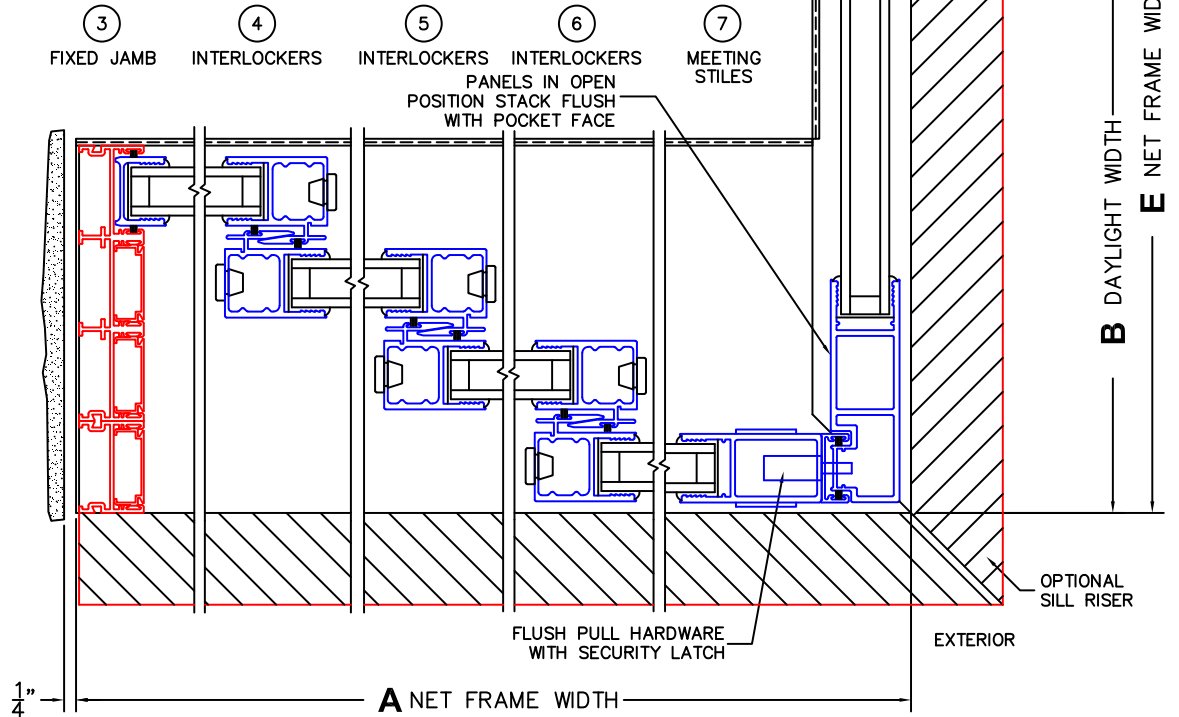 3
FIXED JAMB
4
INTERLOCKERS
5
INTERLOCKERS
6
INTERLOCKERS
7
MEETING
STILES
PANELS IN OPEN
POSITION STACK FLUSH
WITH POCKET FACE
B DAYLIGHT WIDTH
E NET FRAME WID
OPTIONAL
SILL RISER
FLUSH PULL HARDWARE
WITH SECURITY LATCH
EXTERIOR
1/4"
A NET FRAME WIDTH